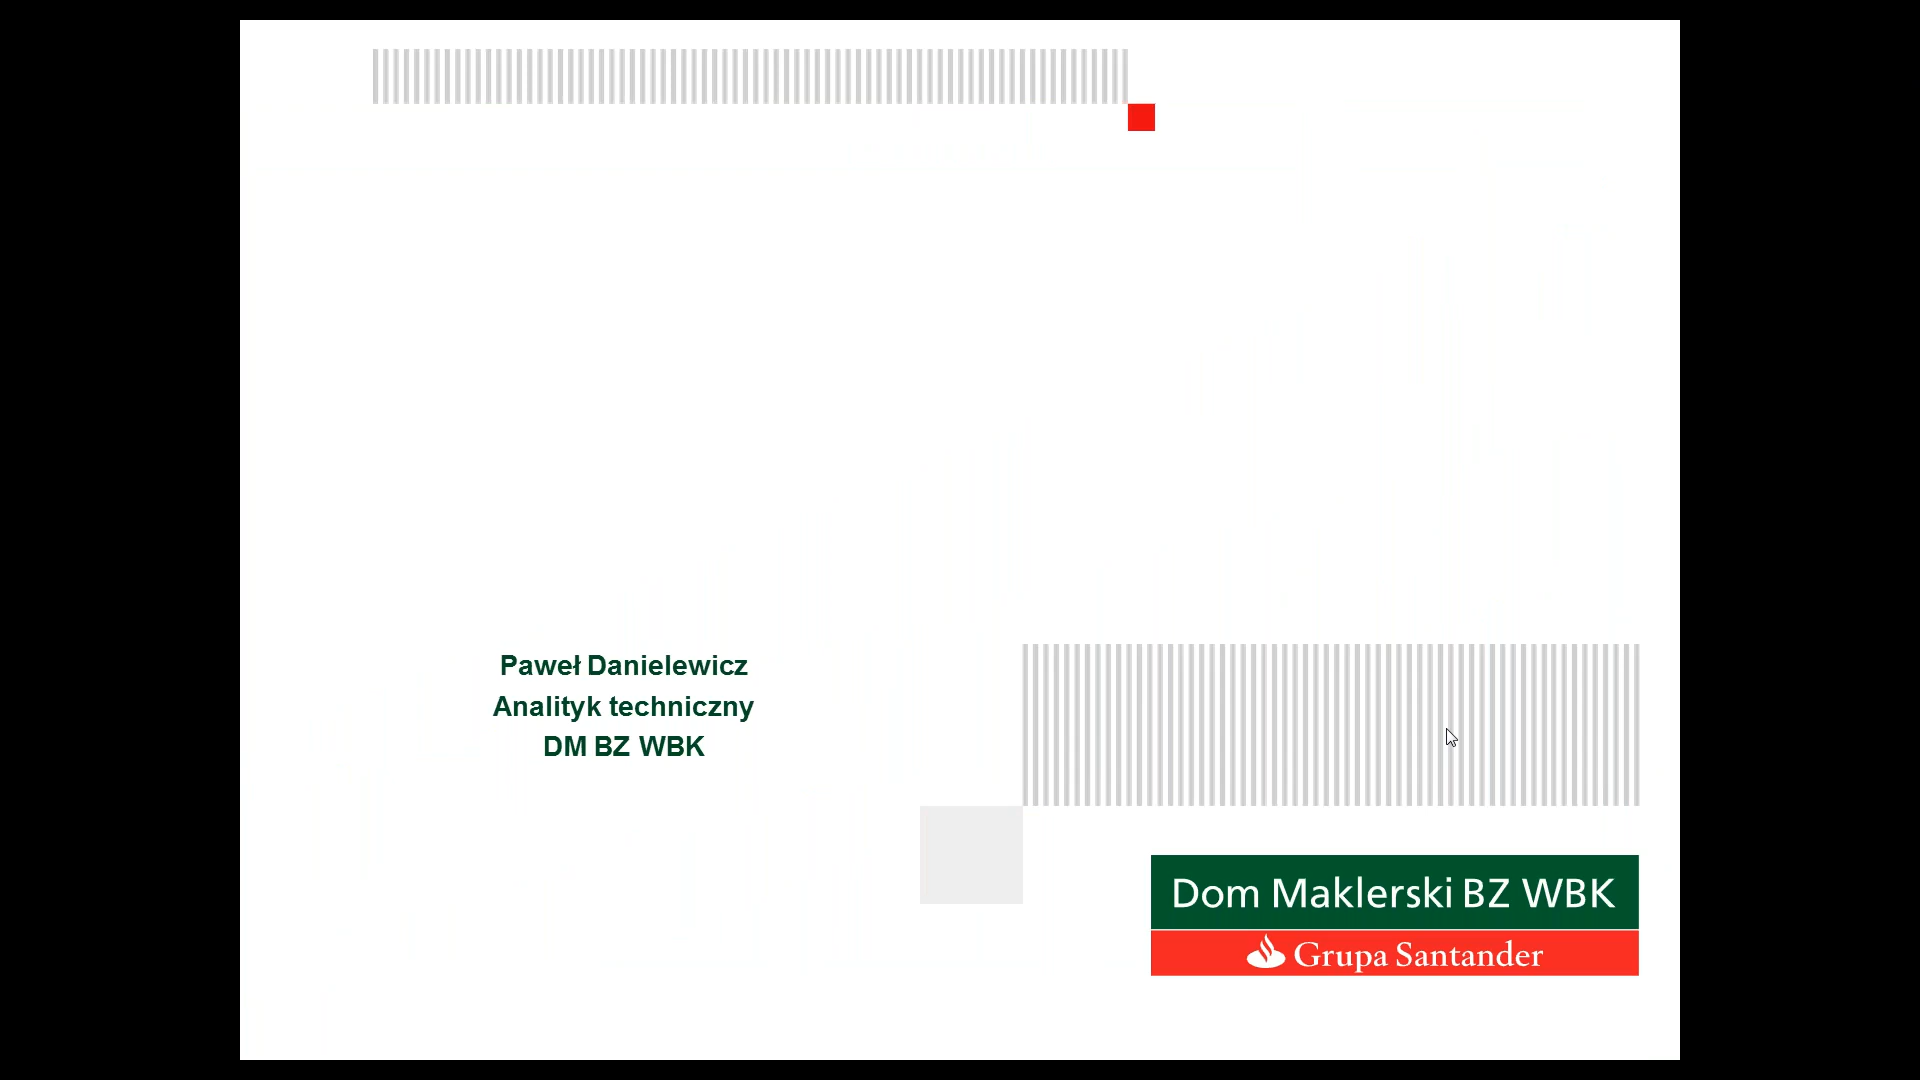 Paweł Danielewicz
Analityk techniczny
DM BZ WBK
Dom Maklerski BZ WBK
Grupa Santander